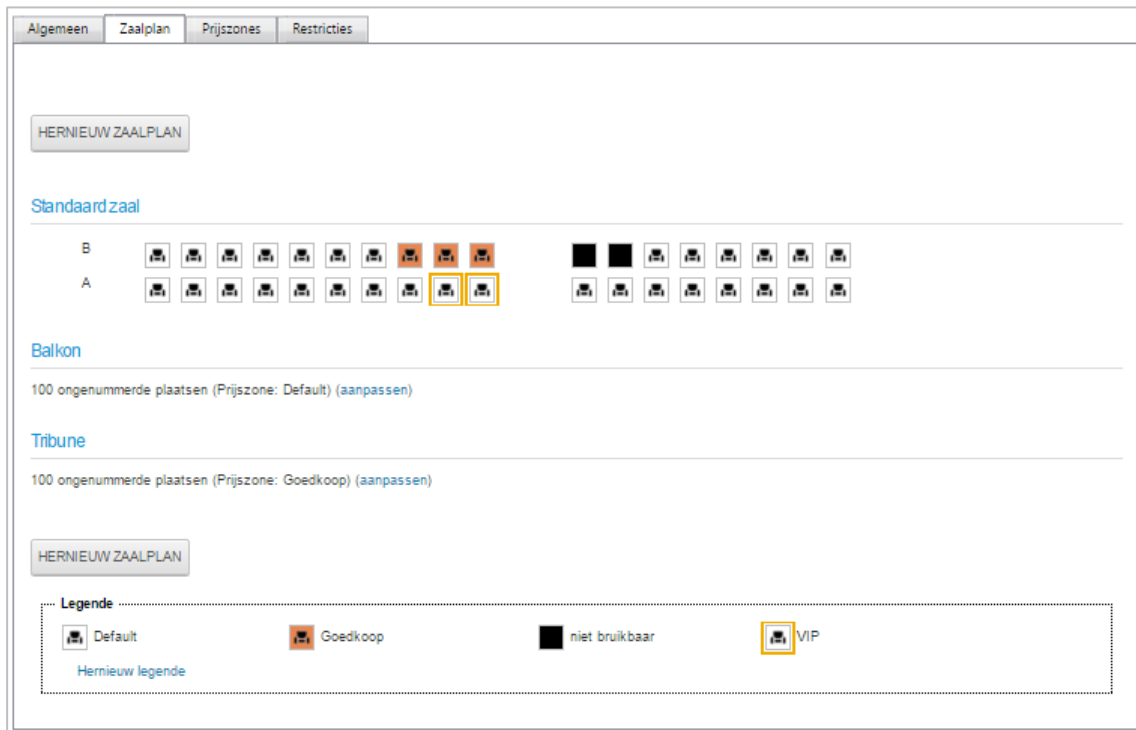 Algemeen Zaalplan Prijszones Restricties
HERNIEUW ZAALPLAN
Standaard zaal
B
A
Balkon
100 ongenummerde plaatsen (Prijszone: Default) (aanpassen)
Tribune
100 ongenummerde plaatsen (Prijszone: Goedkoop) (aanpassen)
HERNIEUW ZAALPLAN
Legende
Default Goedkoop niet bruikbaar VIP
Hernieuw legende